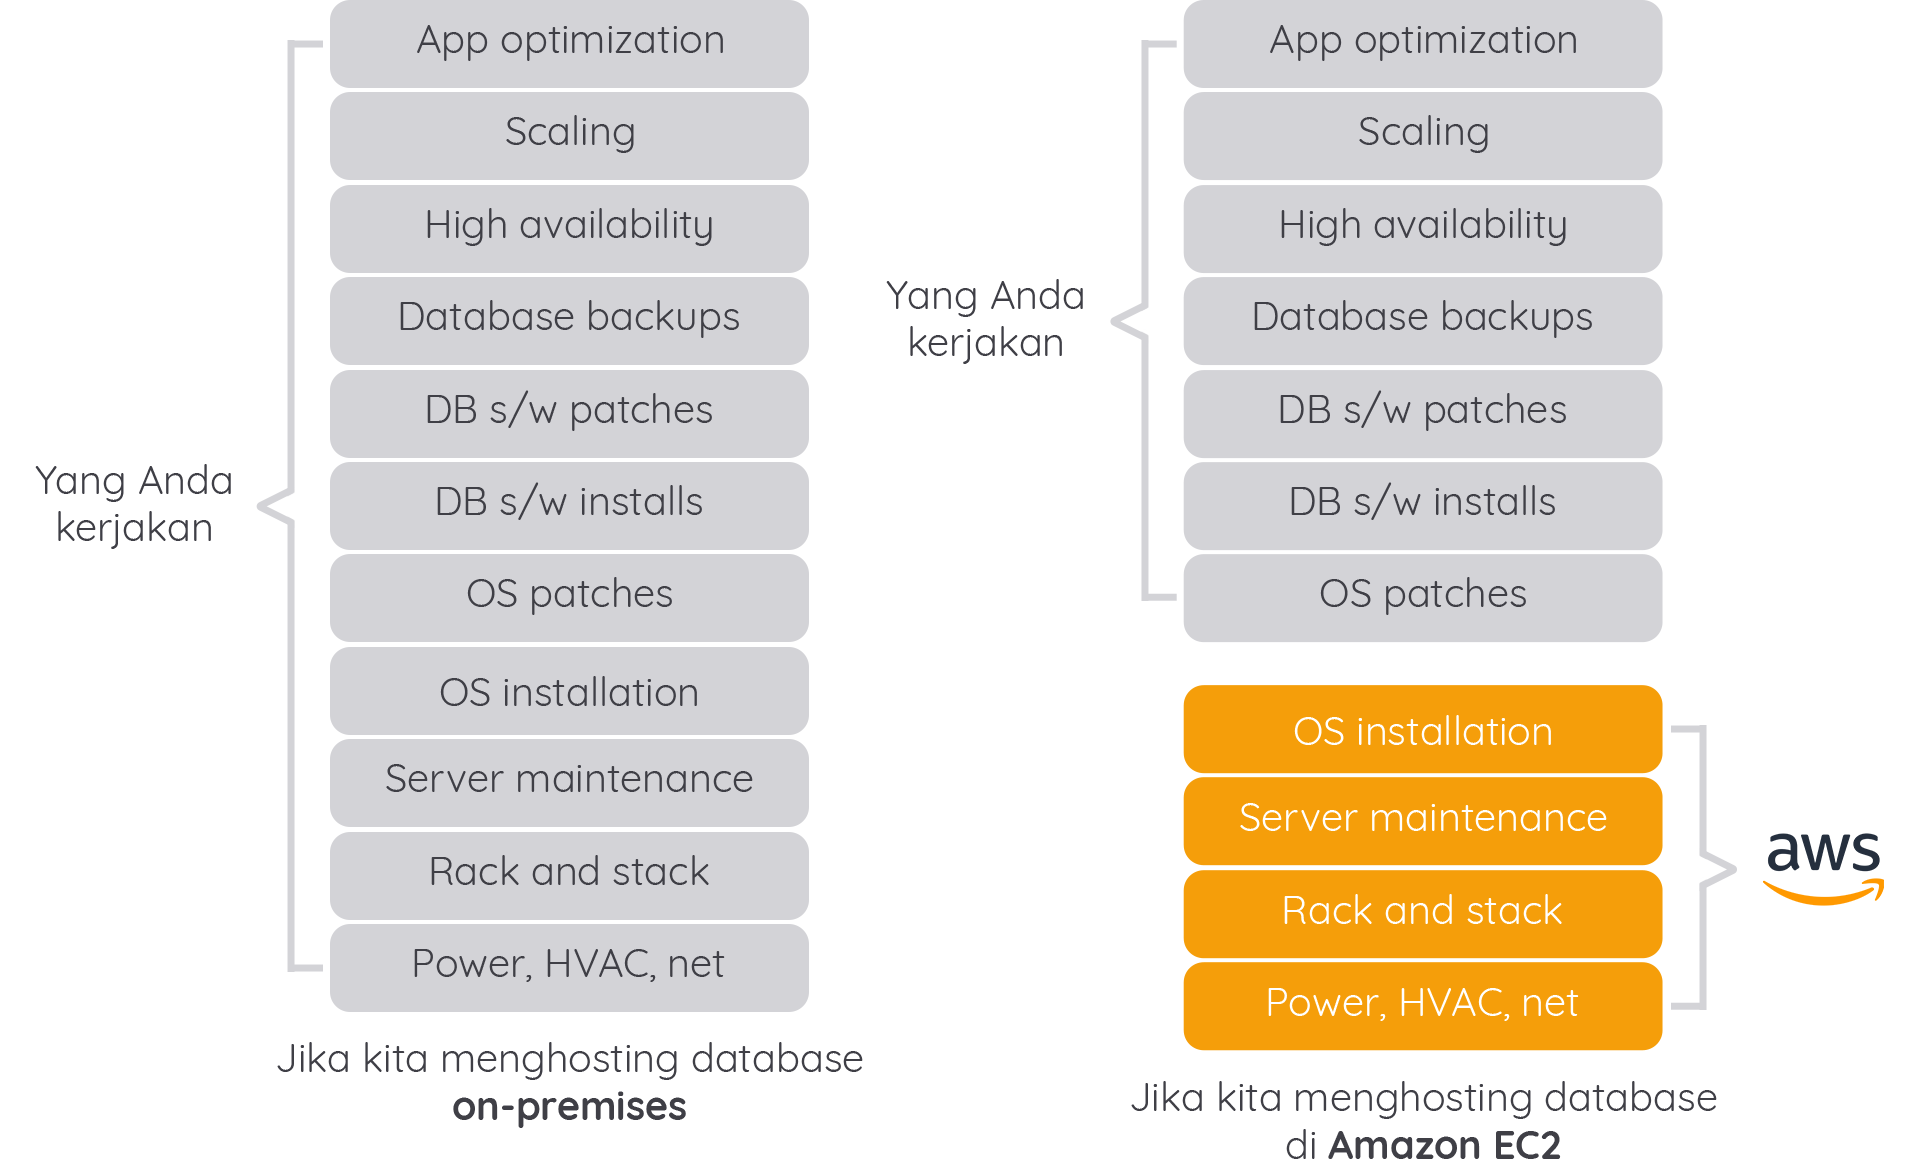 App optimization
Scaling
High availability
Database backups
DB s/w patches
DB s/w installs
OS patches
OS installation
Server maintenance
Rack and stack
Power, HVAC, net
Yang Anda
kerjakan
Jika kita menghosting database
on-premises
App optimization
Scaling
High availability
Database backups
DB s/w patches
DB s/w installs
OS patches
Yang Anda
kerjakan
OS installation
Server maintenance
Rack and stack
Power, HVAC, net
aws
Jika kita menghosting database
di Amazon EC2